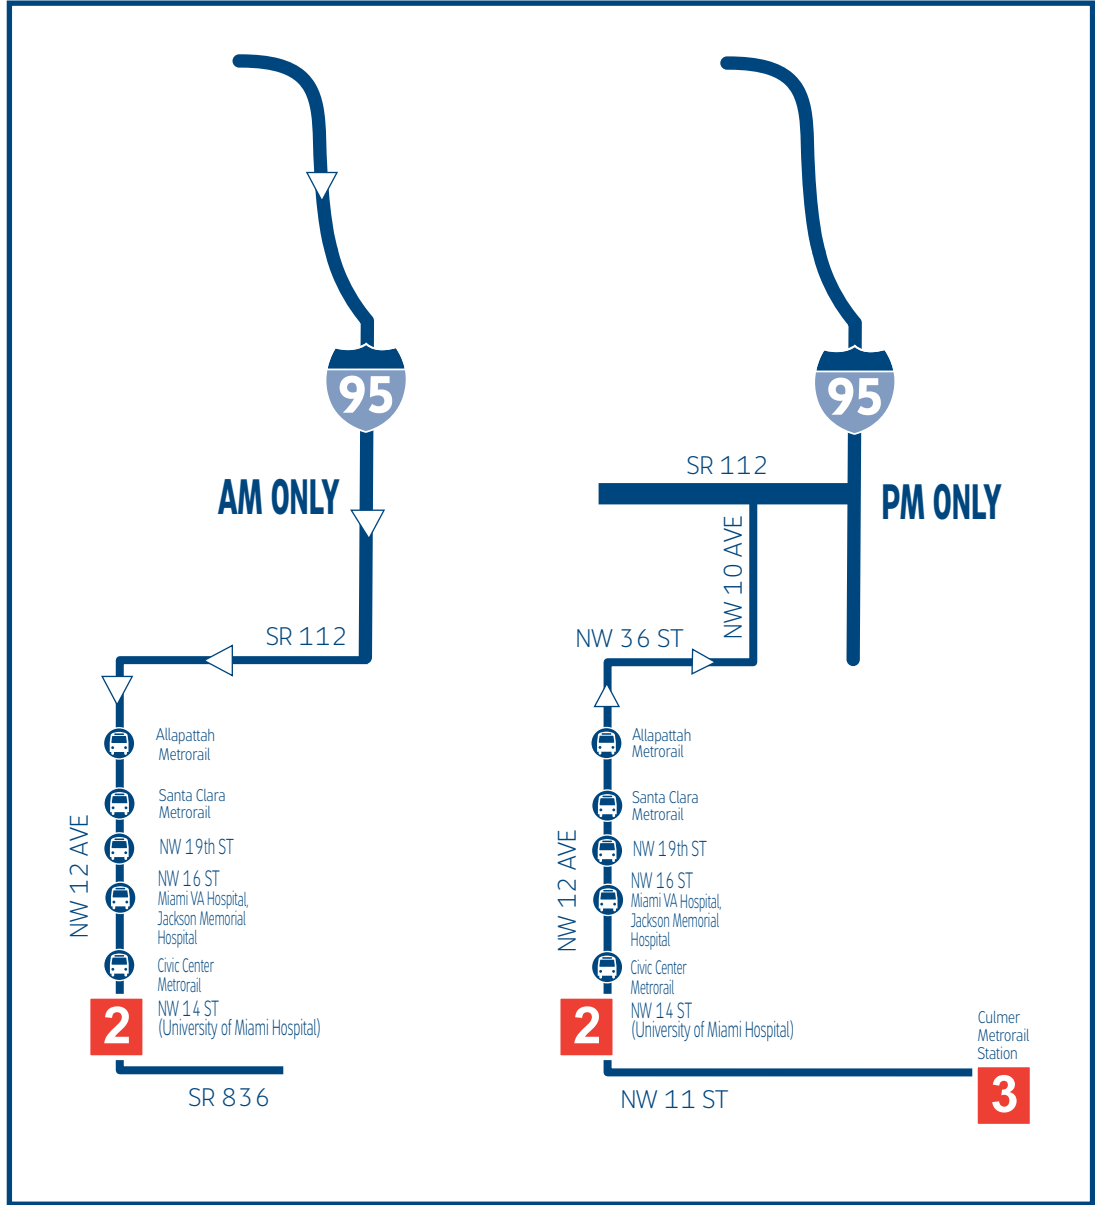 95
AM ONLY
SR 112
Allapattah
Metrorail
Santa Clara
Metrorail
NW 19th ST
NW 16 ST
Miami VA Hospital,
Jackson Memorial
Hospital
Civic Center
Metrorail
NW 12 AVE
2
NW 14 ST
(University of Miami Hospital)
SR 836
95
SR 112
PM ONLY
NW 10 AVE
NW 36 ST
Allapattah
Metrorail
Santa Clara
Metrorail
NW 19th ST
NW 16 ST
Miami VA Hospital,
Jackson Memorial
Hospital
Civic Center
Metrorail
NW 12 AVE
2
NW 14 ST
(University of Miami Hospital)
NW 11 ST
Culmer
Metrorail
Station
3